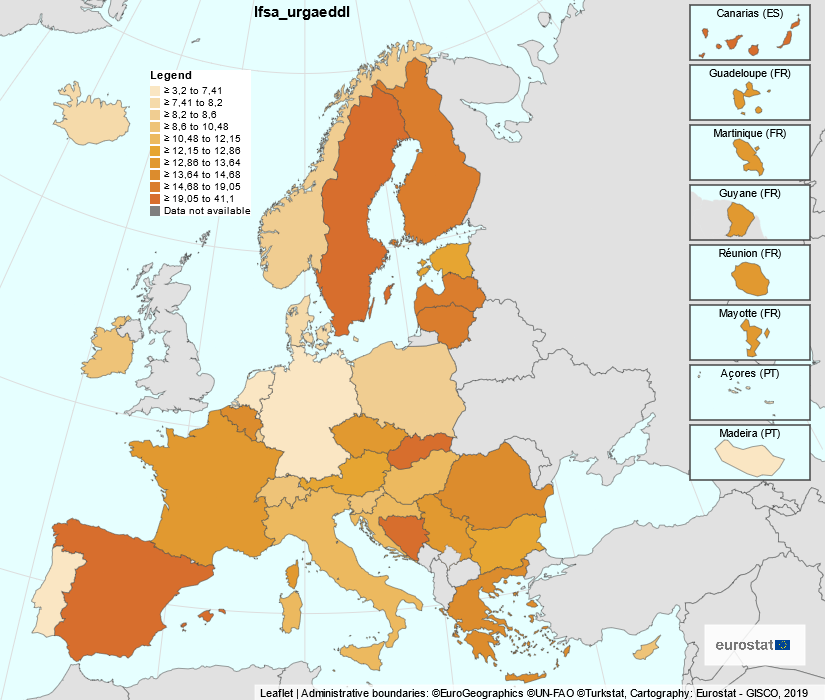 lfsa_urgaeddl
Legend
≥ 3,2 to 7,41
≥ 7,41 to 8,2
≥ 8,2 to 8,6
≥ 8,6 to 10,48
≥ 10,48 to 12,15
≥ 12,15 to 12,86
≥ 12,86 to 13,64
≥ 13,64 to 14,68
≥ 14,68 to 19,05
≥ 19,05 to 41,1
Data not available
Canarias (ES)
Guadeloupe (FR)
Martinique (FR)
Guyane (FR)
Réunion (FR)
Mayotte (FR)
Açores (PT)
Madeira (PT)
eurostat
Leaflet | Administrative boundaries: ©EuroGeographics ©UN-FAO ©Turkstat, Cartography: Eurostat - GISCO, 2019